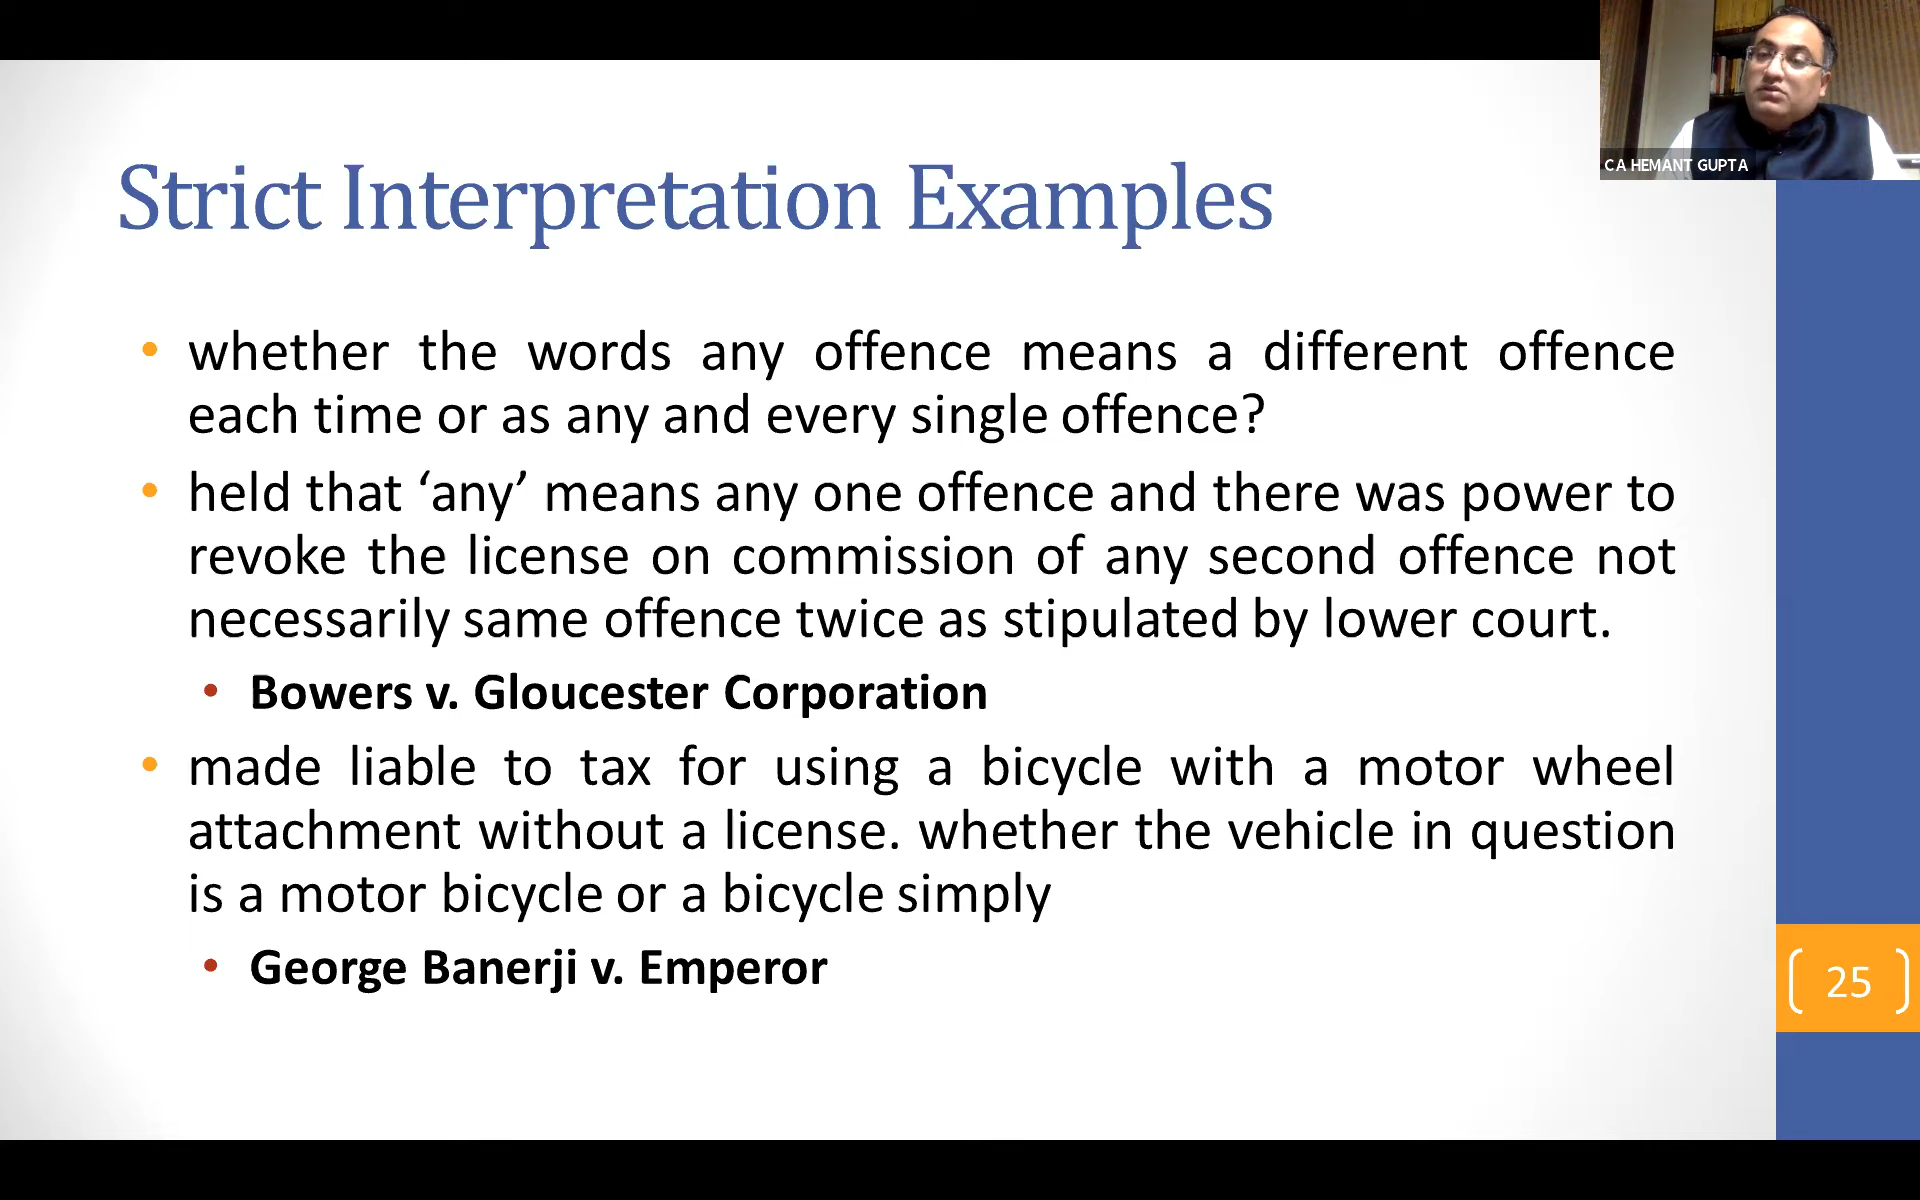 CA HEMANT GUPTA
Strict Interpretation Examples
• whether the words any offence means a different offence
each time or as any and every single offence?
• held that ‘any’ means any one offence and there was power to
revoke the license on commission of any second offence not
necessarily same offence twice as stipulated by lower court.
• Bowers v. Gloucester Corporation
• made liable to tax for using a bicycle with a motor wheel
attachment without a license. whether the vehicle in question
is a motor bicycle or a bicycle simply
• George Banerji v. Emperor
25